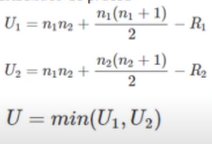 U₁ = n₁n₂ + n₁(n₁ + 1)/2 − R₁
U₂ = n₁n₂ + n₂(n₂ + 1)/2 − R₂
U = min(U₁, U₂)